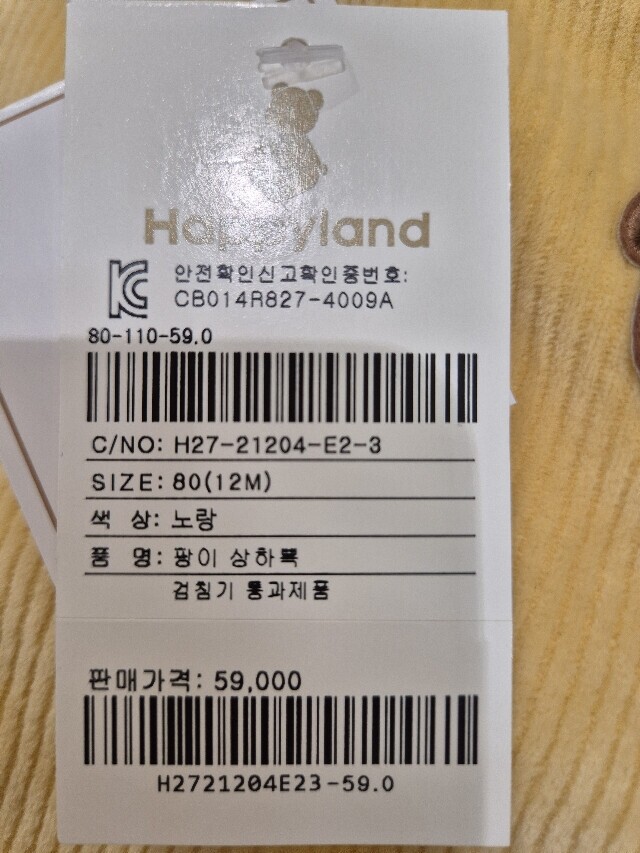 Happyland
안전확인신고확인증번호:
CB014R827-4009A
80-110-59.0
C/NO: H27-21204-E2-3
SIZE: 80(12M)
색 상: 노랑
품 명: 팡이 상하복
검침기 통과제품
판매가격: 59,000
H2721204E23-59.0